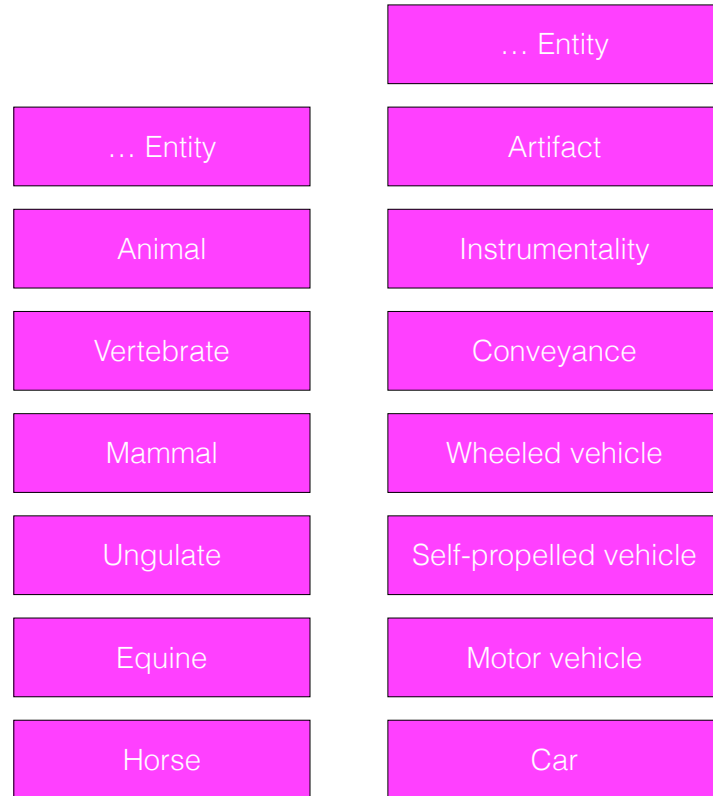 … Entity
Animal
Vertebrate
Mammal
Ungulate
Equine
Horse
… Entity
Artifact
Instrumentality
Conveyance
Wheeled vehicle
Self-propelled vehicle
Motor vehicle
Car